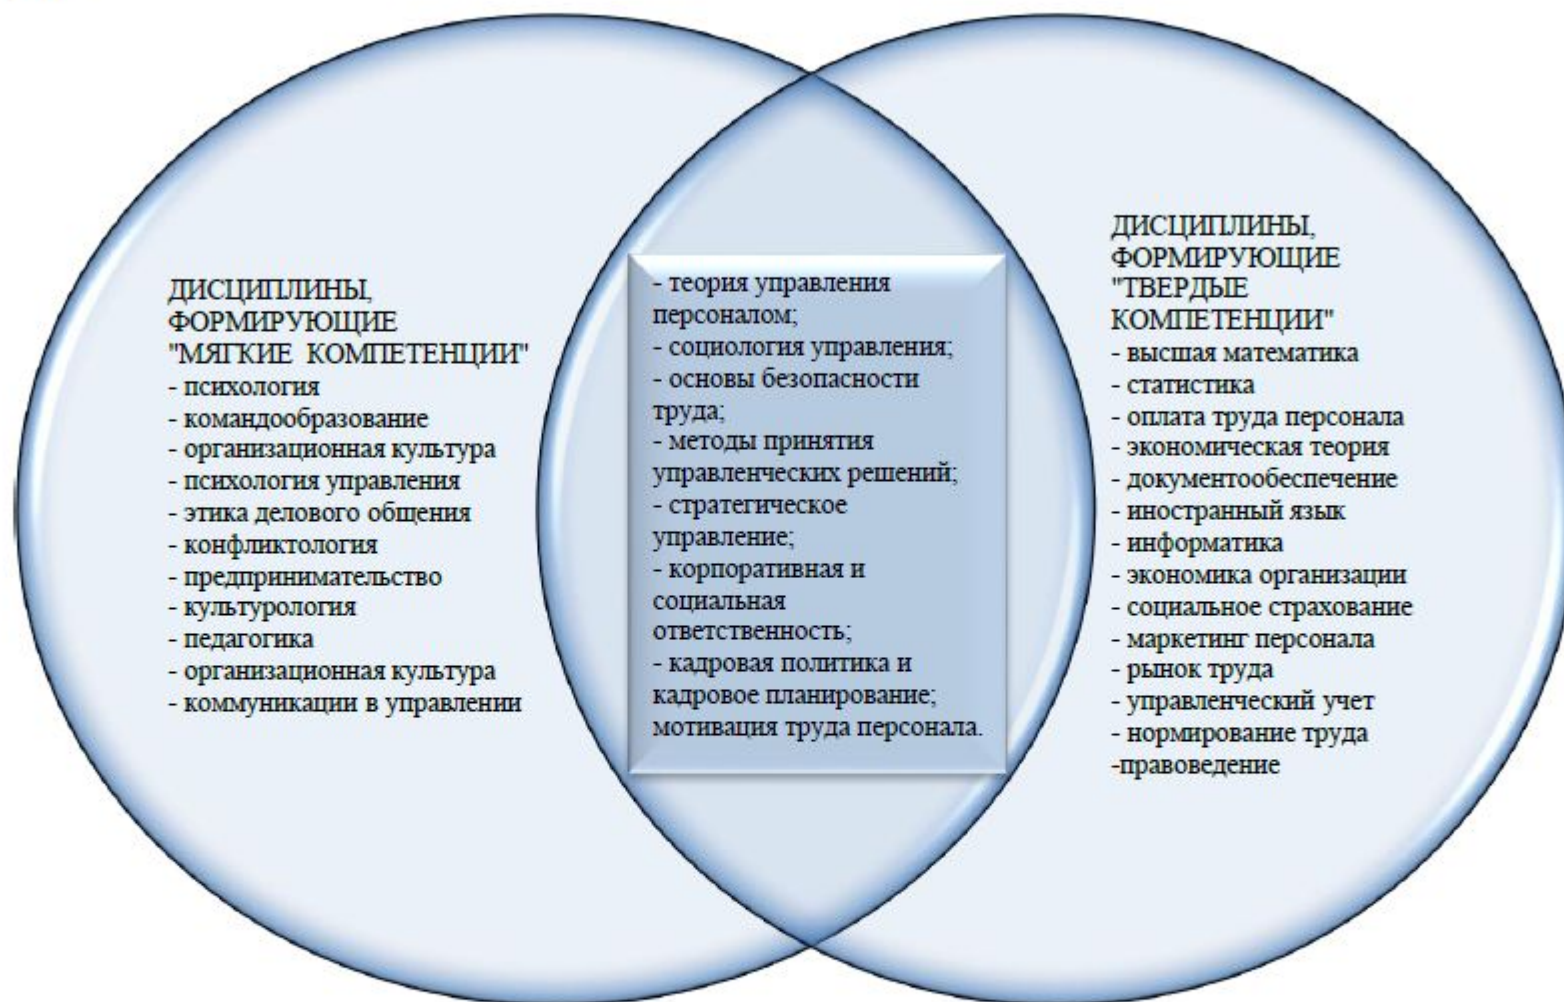 ДИСЦИПЛИНЫ,
ФОРМИРУЮЩИЕ
"МЯГКИЕ КОМПЕТЕНЦИИ"
- психология
- командообразование
- организационная культура
- психология управления
- этика делового общения
- конфликтология
- предпринимательство
- культурология
- педагогика
- организационная культура
- коммуникации в управлении
- теория управления
персоналом;
- социология управления;
- основы безопасности
труда;
- методы принятия
управленческих решений;
- стратегическое
управление;
- корпоративная и
социальная
ответственность;
- кадровая политика и
кадровое планирование;
мотивация труда персонала.
ДИСЦИПЛИНЫ,
ФОРМИРУЮЩИЕ
"ТВЕРДЫЕ
КОМПЕТЕНЦИИ"
- высшая математика
- статистика
- оплата труда персонала
- экономическая теория
- документообеспечение
- иностранный язык
- информатика
- экономика организации
- социальное страхование
- маркетинг персонала
- рынок труда
- управленческий учет
- нормирование труда
-правоведение